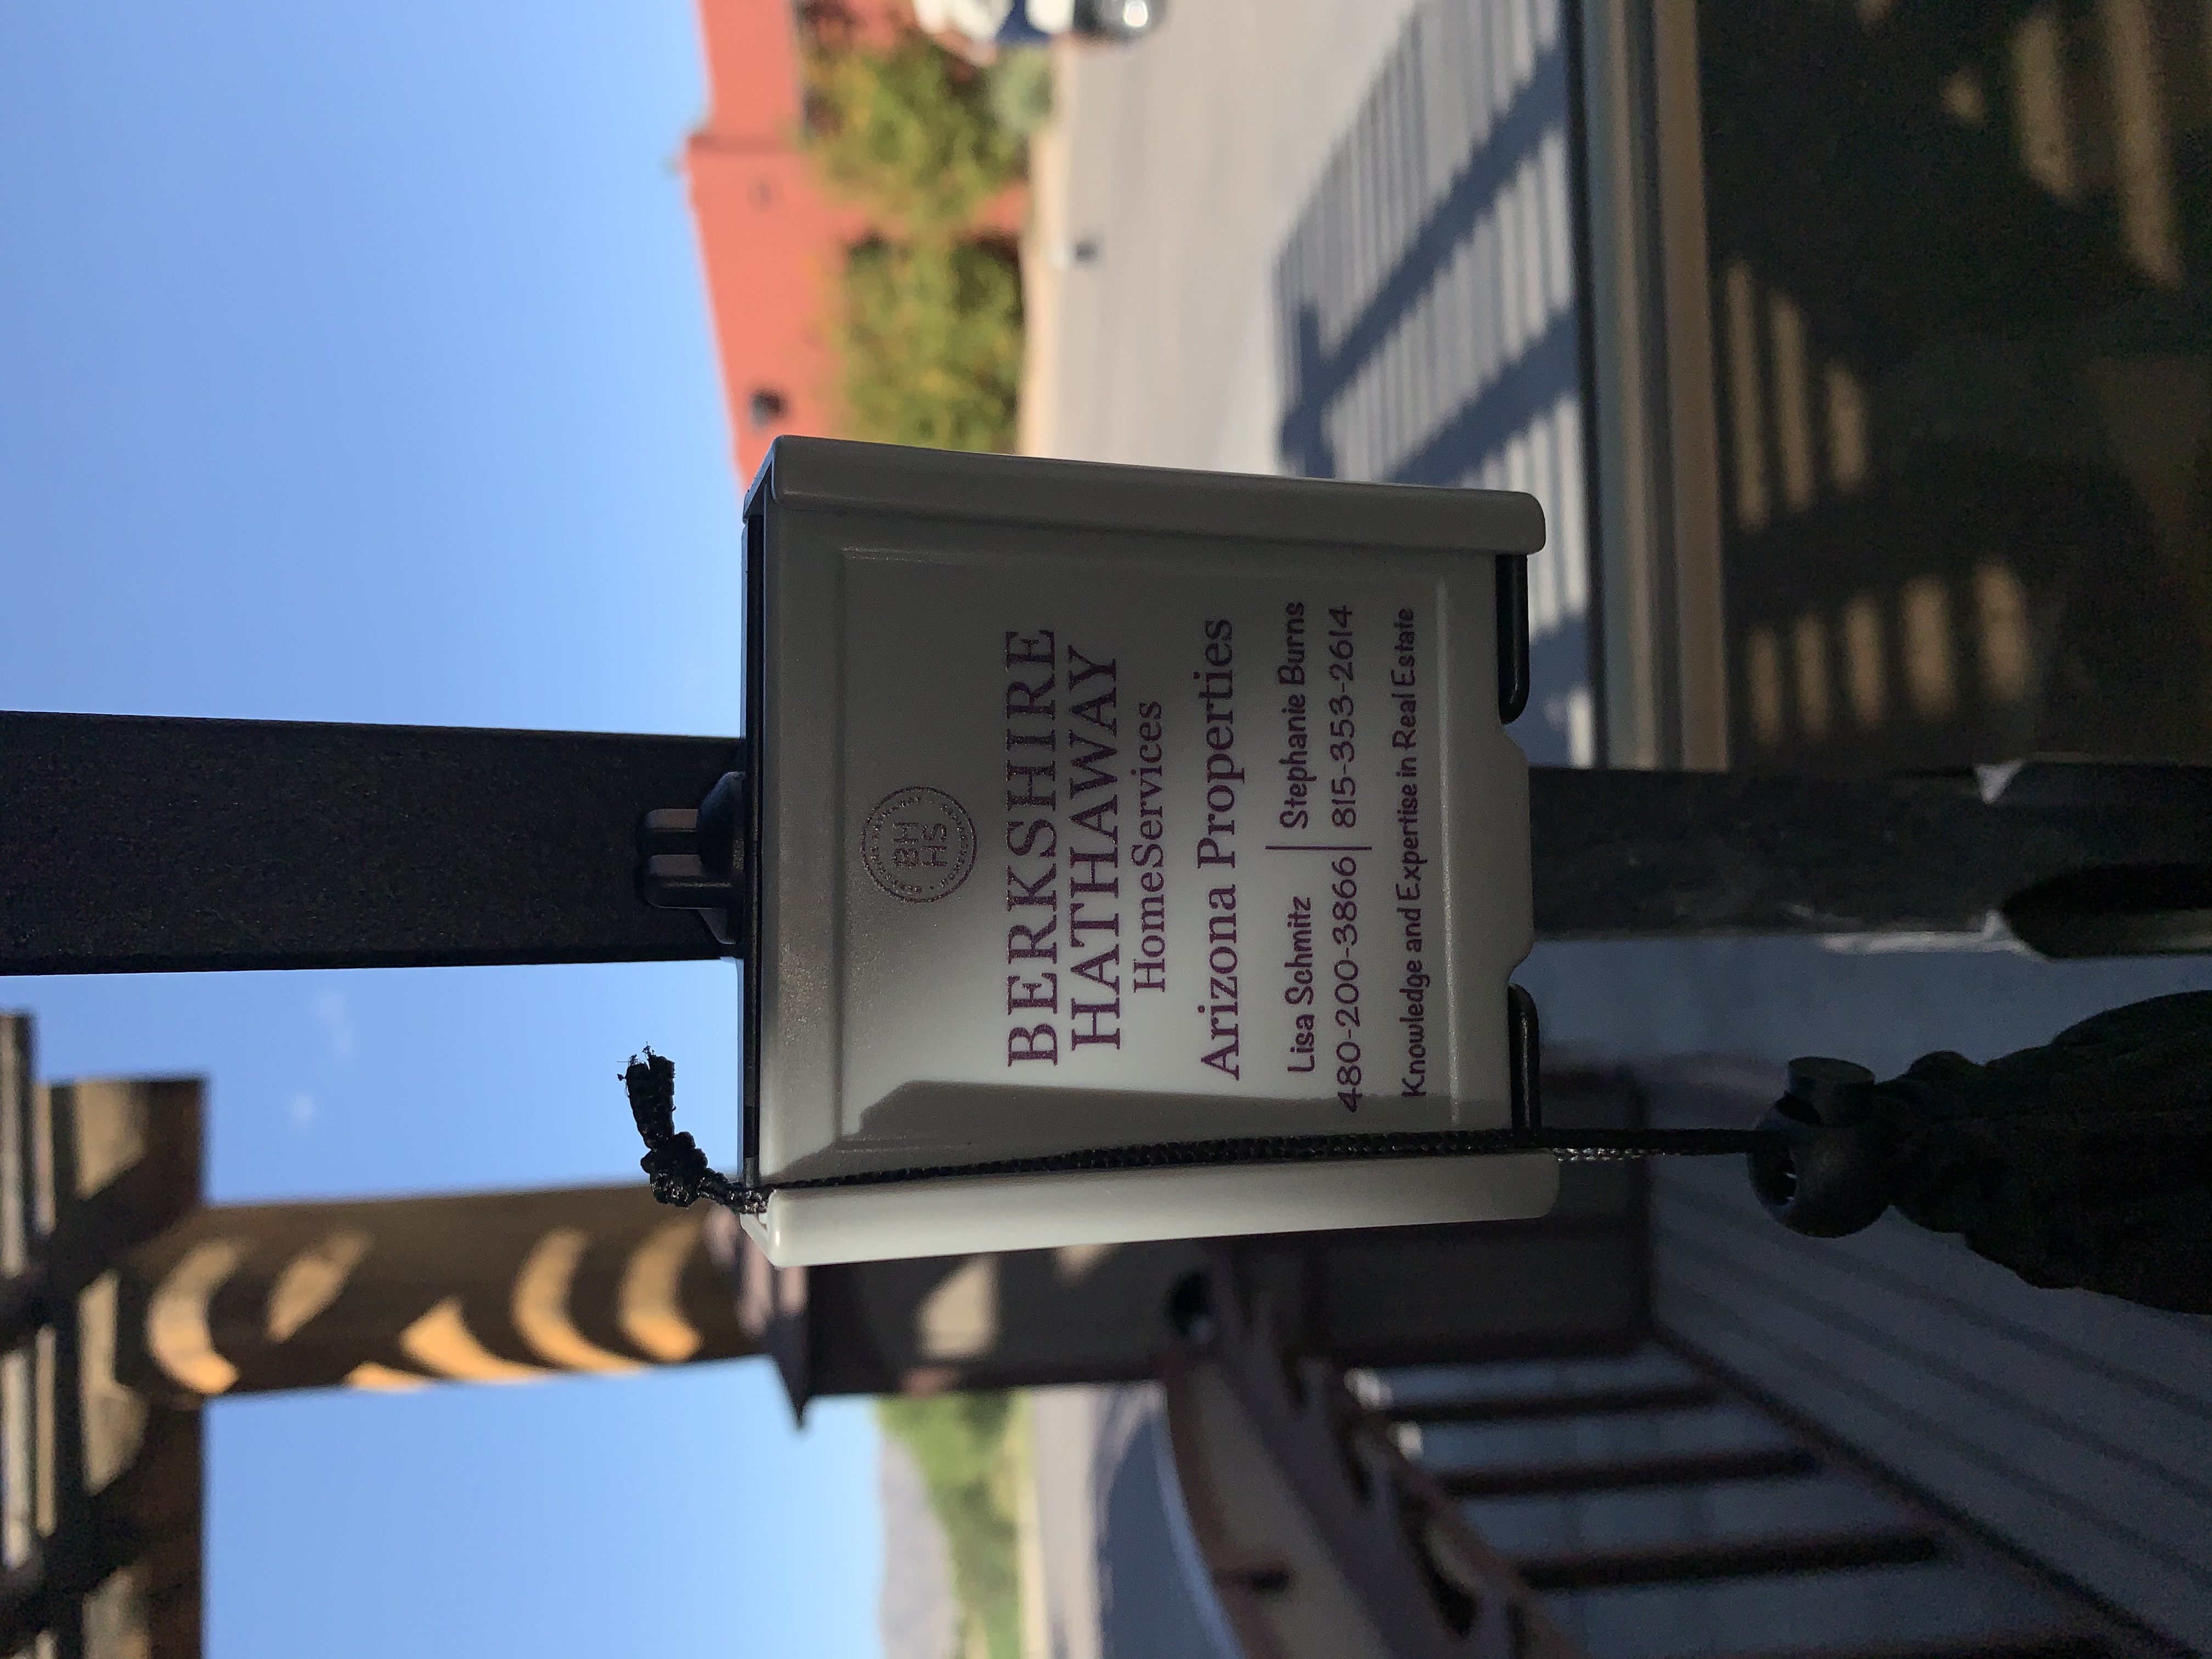 BH
HS
BERKSHIRE
HATHAWAY
HomeServices
Arizona Properties
Lisa Schmitz | Stephanie Burns
480-200-3866 | 815-353-2614
Knowledge and Expertise in Real Estate